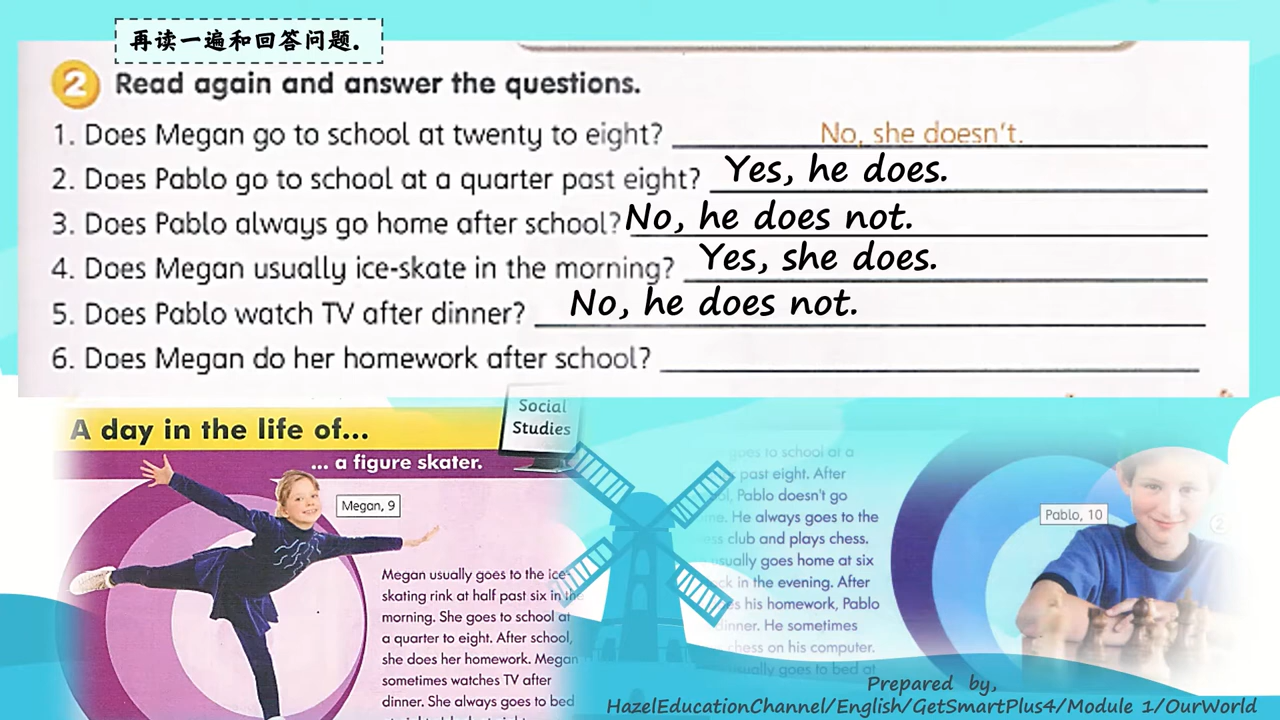 再读一遍和回答问题.
2 Read again and answer the questions.
1. Does Megan go to school at twenty to eight? No, she doesn't.
2. Does Pablo go to school at a quarter past eight? Yes, he does.
3. Does Pablo always go home after school? No, he does not.
4. Does Megan usually ice-skate in the morning? Yes, she does.
5. Does Pablo watch TV after dinner? No, he does not.
6. Does Megan do her homework after school?
Social
Studies
A day in the life of...
... a figure skater.
Megan, 9
Megan usually goes to the ice-
skating rink at half past six in the
morning. She goes to school at
a quarter to eight. After school,
she does her homework. Megan
sometimes watches TV after
dinner. She always goes to bed
goes to school at a
past eight. After
Pablo doesn't go
He always goes to the
club and plays chess.
usually goes home at six
in the evening. After
his homework, Pablo
dinner. He sometimes
chess on his computer.
usually goes to bed at
Pablo, 10
2
Prepared by,
HazelEducationChannel/English/GetSmartPlus4/Module 1/OurWorld